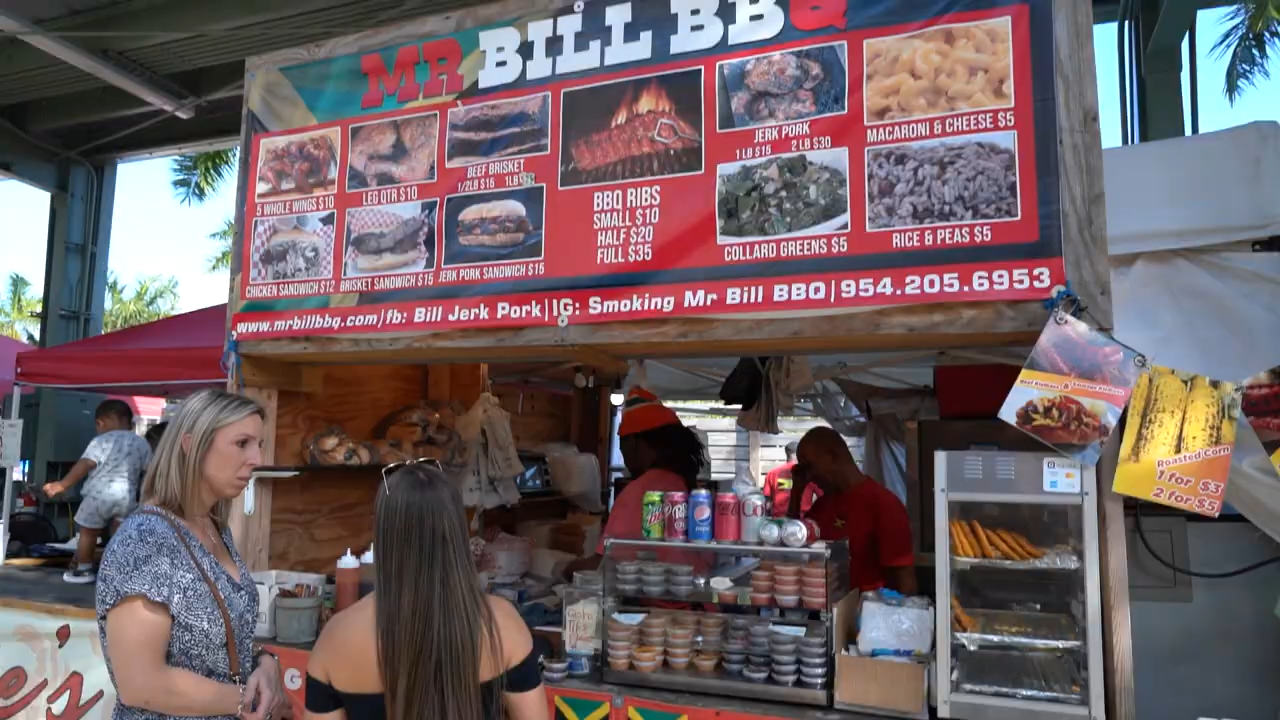 MR BILL BBQ
5 WHOLE WINGS $10
LEG QTR $10
BEEF BRISKET
1/2LB $15 1LB
CHICKEN SANDWICH $12
BRISKET SANDWICH $15
JERK PORK SANDWICH $15
BBQ RIBS
SMALL $10
HALF $20
FULL $35
JERK PORK
1 LB $15 2 LB $30
COLLARD GREENS $5
MACARONI & CHEESE $5
RICE & PEAS $5
www.mrbillbbq.com/fb: Bill Jerk Pork|IG: Smoking Mr Bill BBQ|954.205.6953
Roasted Corn
1 for $3
2 for $5
pepsi
e's